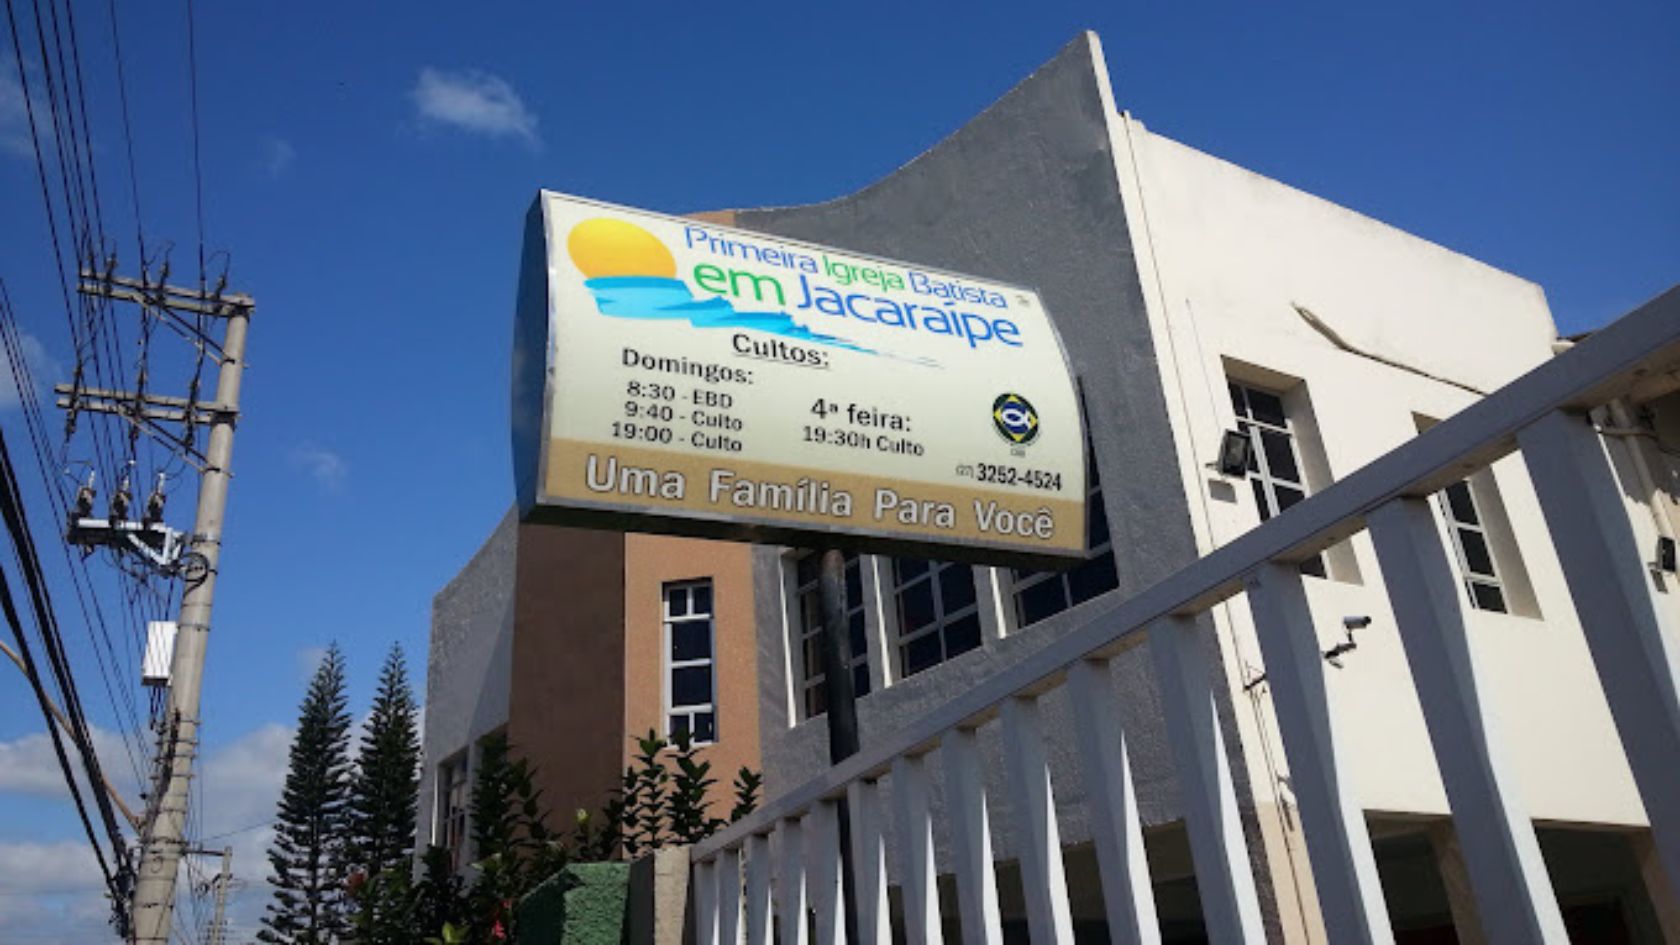 Primeira Igreja Batista
em Jacaraípe
Cultos:
Domingos:
8:30 - EBD
9:40 - Culto
19:00 - Culto
4ª feira:
19:30h Culto
(27) 3252-4524
Uma Família Para Você